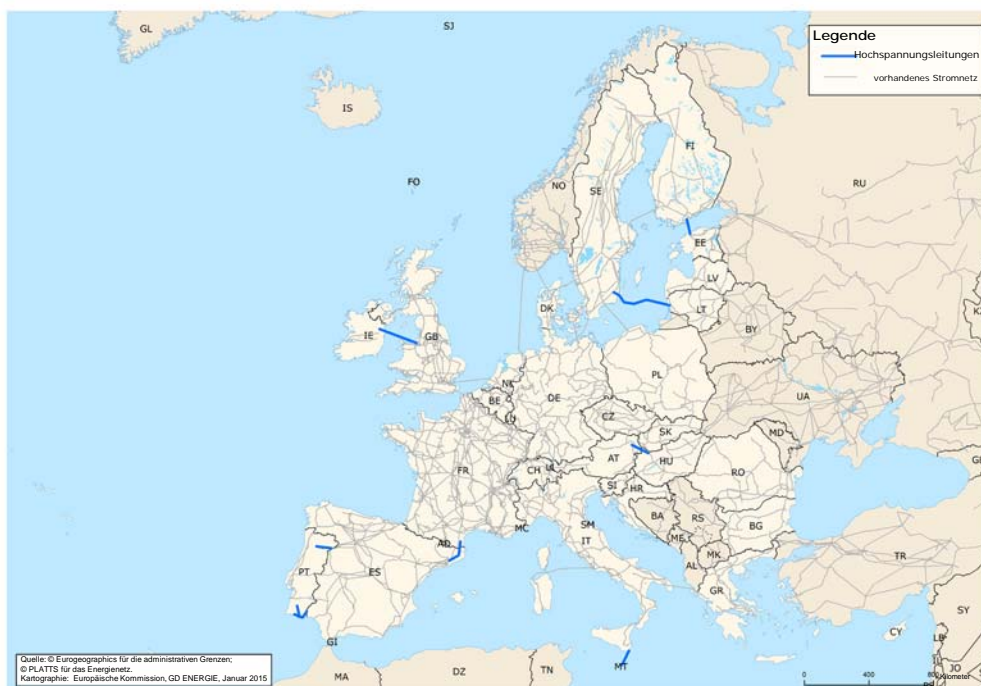 GL
SJ
Legende
Hochspannungsleitungen
vorhandenes Stromnetz
IS
FI
RU
FO
NO
SE
EE
LV
DK
LT
KZ
IE
GB
BY
NL
PL
BE
DE
UA
LU
CZ
SK
MD
AT
FR
CH
LI
HU
RO
SI
HR
GE
BA
RS
SM
MC
IT
BG
AD
ME
MK
PT
ES
AL
TR
GR
SY
GI
CY
LB
IL
MT
Quelle: © Eurogeographics für die administrativen Grenzen;
© PLATTS für das Energienetz.
Kartographie: Europäische Kommission, GD ENERGIE, Januar 2015
MA
DZ
TN
JO
0
800
Kilometer